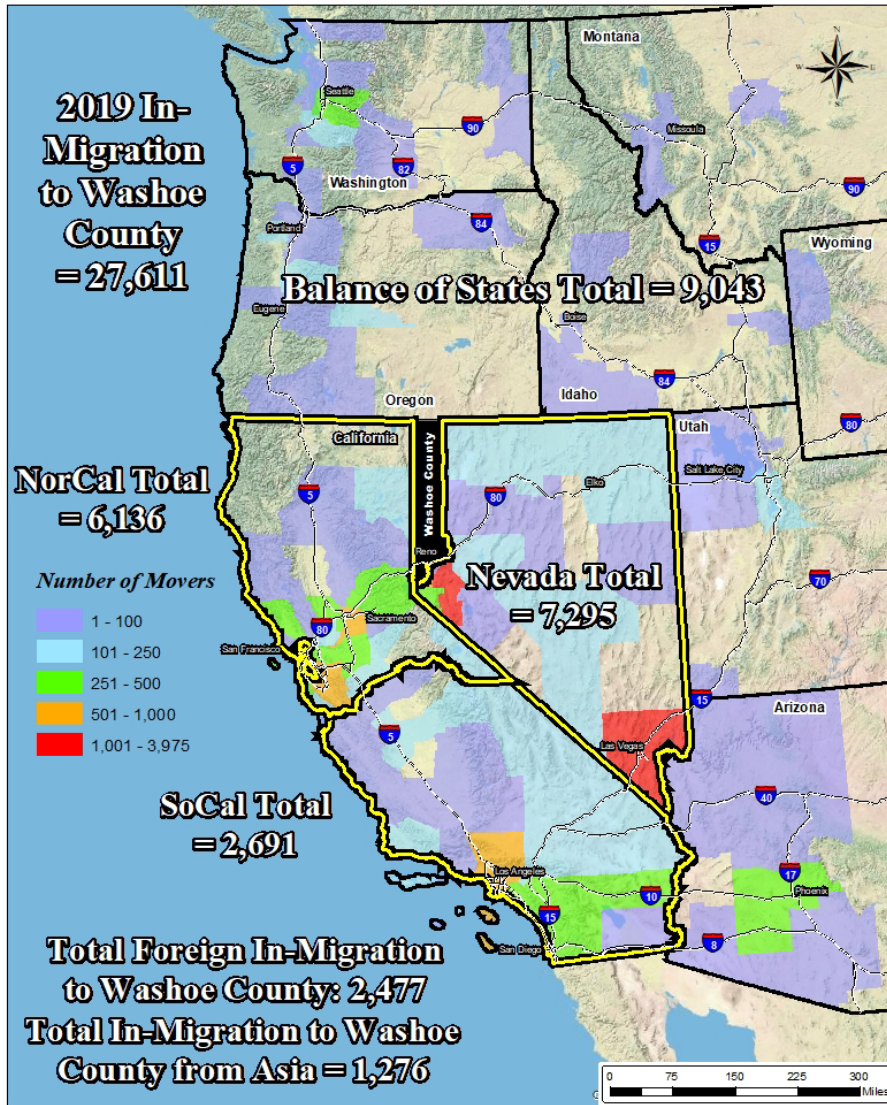 2019 In-
Migration
to Washoe
County
= 27,611
Montana
N
W E
S
Seattle
90
5
82
Washington
Missoula
90
84
Portland
15
Wyoming
Balance of States Total = 9,043
Eugene
Boise
84
Oregon
Idaho
80
California
Washoe County
Utah
Salt Lake City
Elko
80
5
NorCal Total
= 6,136
Reno
Nevada Total
= 7,295
70
Number of Movers
1 - 100
101 - 250
251 - 500
501 - 1,000
1,001 - 3,975
80
Sacramento
San Francisco
15
Arizona
5
Las Vegas
40
SoCal Total
= 2,691
Los Angeles
17
10
Phoenix
15
8
San Diego
Total Foreign In-Migration
to Washoe County: 2,477
Total In-Migration to Washoe
County from Asia = 1,276
0 75 150 225 300
Miles